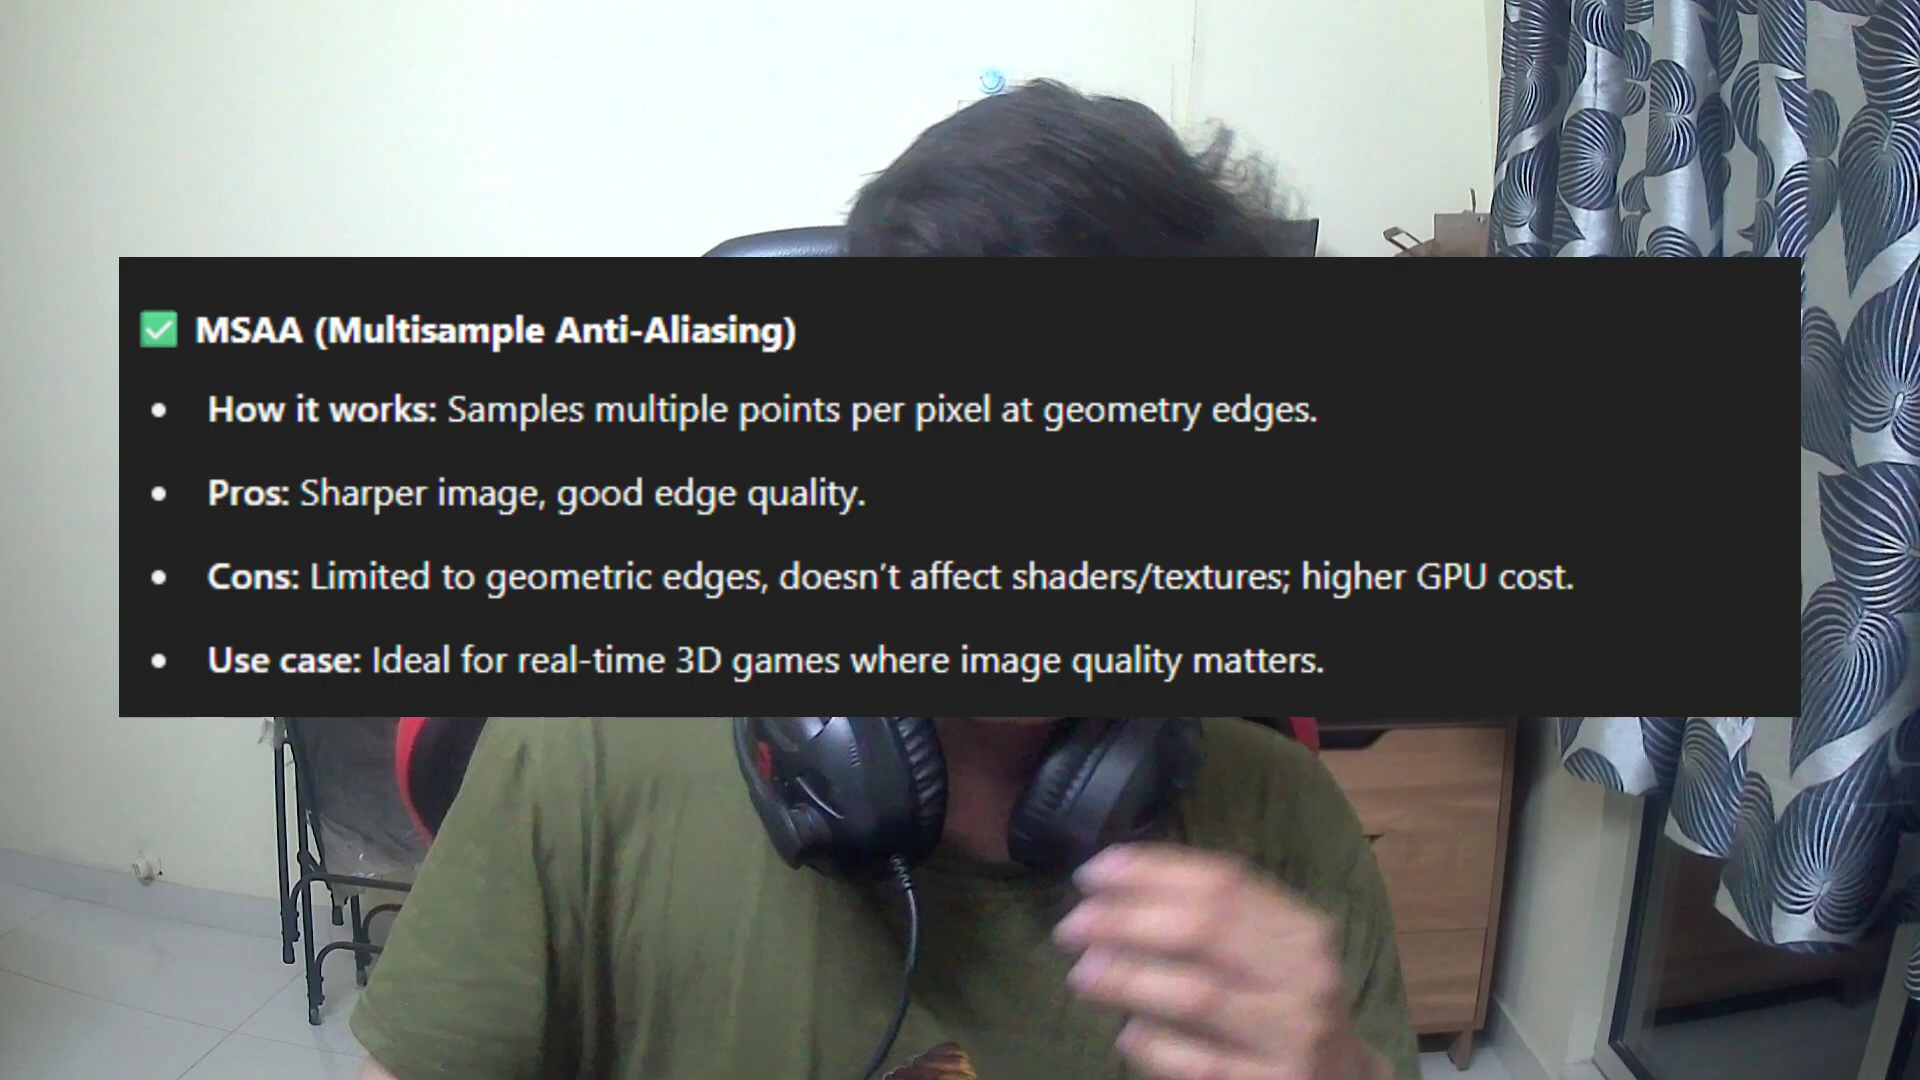 ✅ MSAA (Multisample Anti-Aliasing)
• How it works: Samples multiple points per pixel at geometry edges.
• Pros: Sharper image, good edge quality.
• Cons: Limited to geometric edges, doesn't affect shaders/textures; higher GPU cost.
• Use case: Ideal for real-time 3D games where image quality matters.